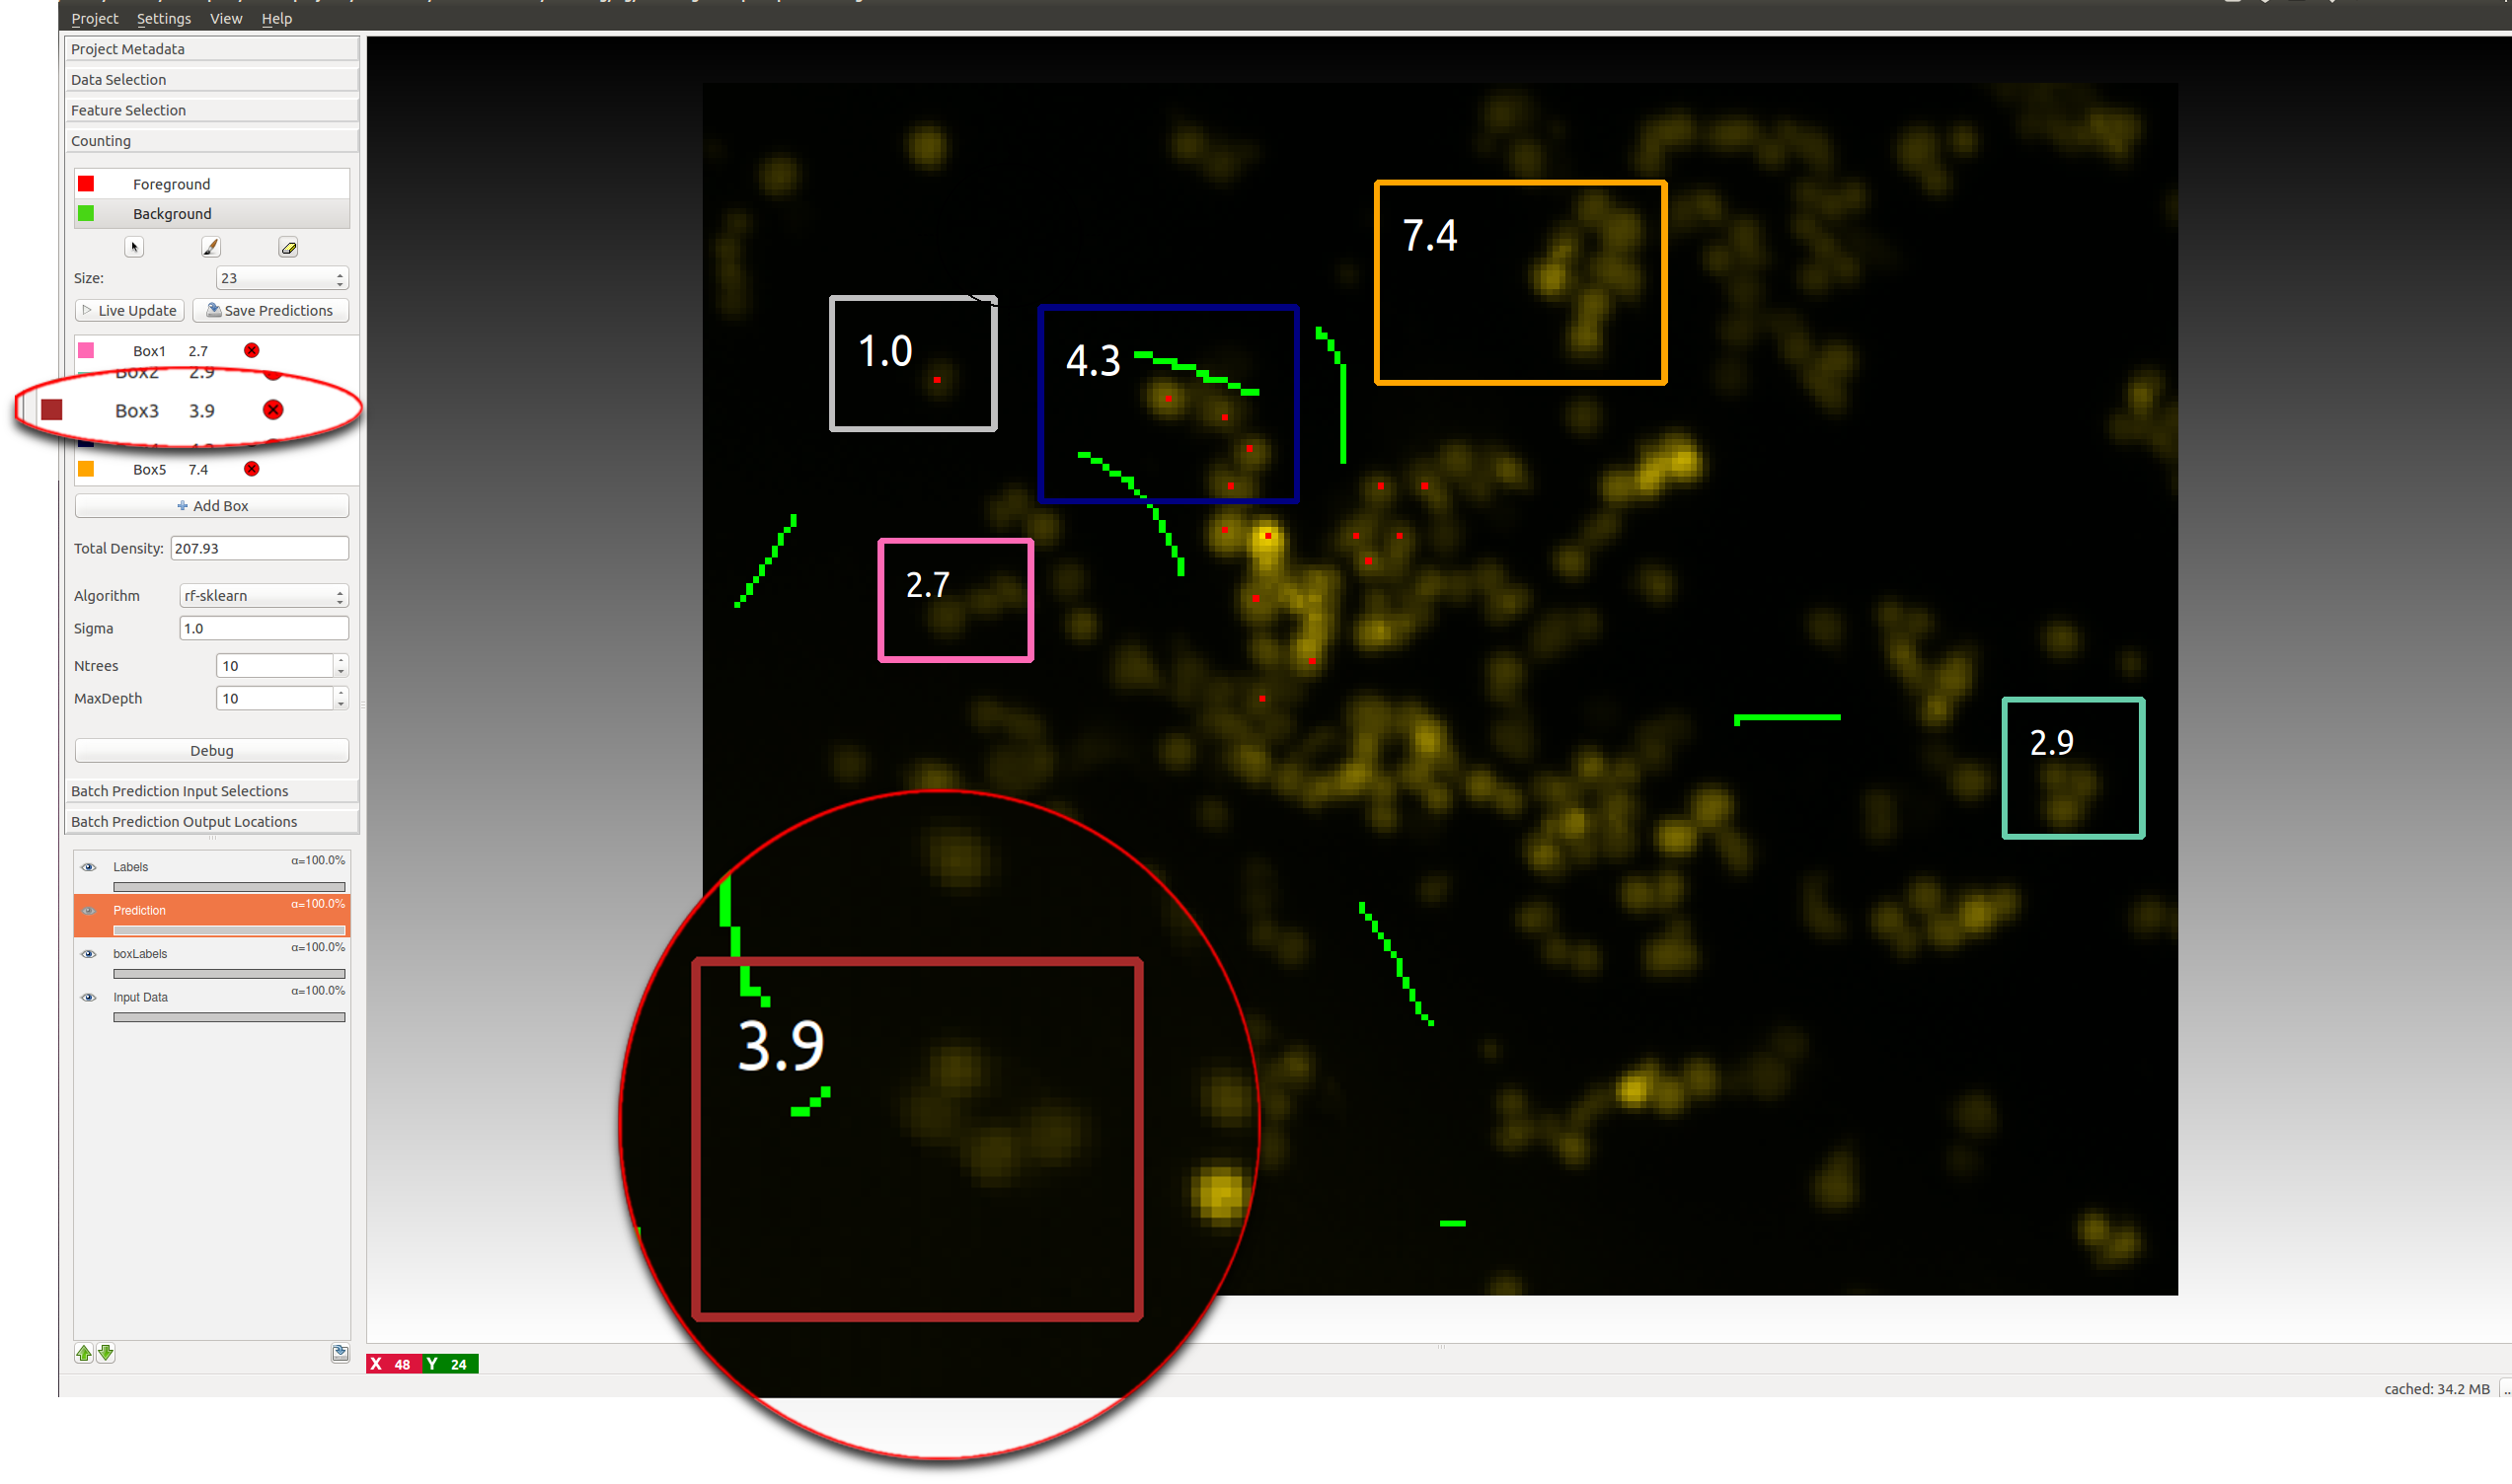 Project Settings View Help
Project Metadata
Data Selection
Feature Selection
Counting
Foreground
Background
Size: 23
Live Update Save Predictions
Box1 2.7
Box2 2.9
Box3 3.9
Box5 7.4
Add Box
Total Density: 207.93
Algorithm rf-sklearn
Sigma 1.0
Ntrees 10
MaxDepth 10
Debug
Batch Prediction Input Selections
Batch Prediction Output Locations
Labels α=100.0%
Prediction α=100.0%
boxLabels α=100.0%
Input Data α=100.0%
7.4
1.0
4.3
2.7
2.9
3.9
X 48 Y 24
cached: 34.2 MB